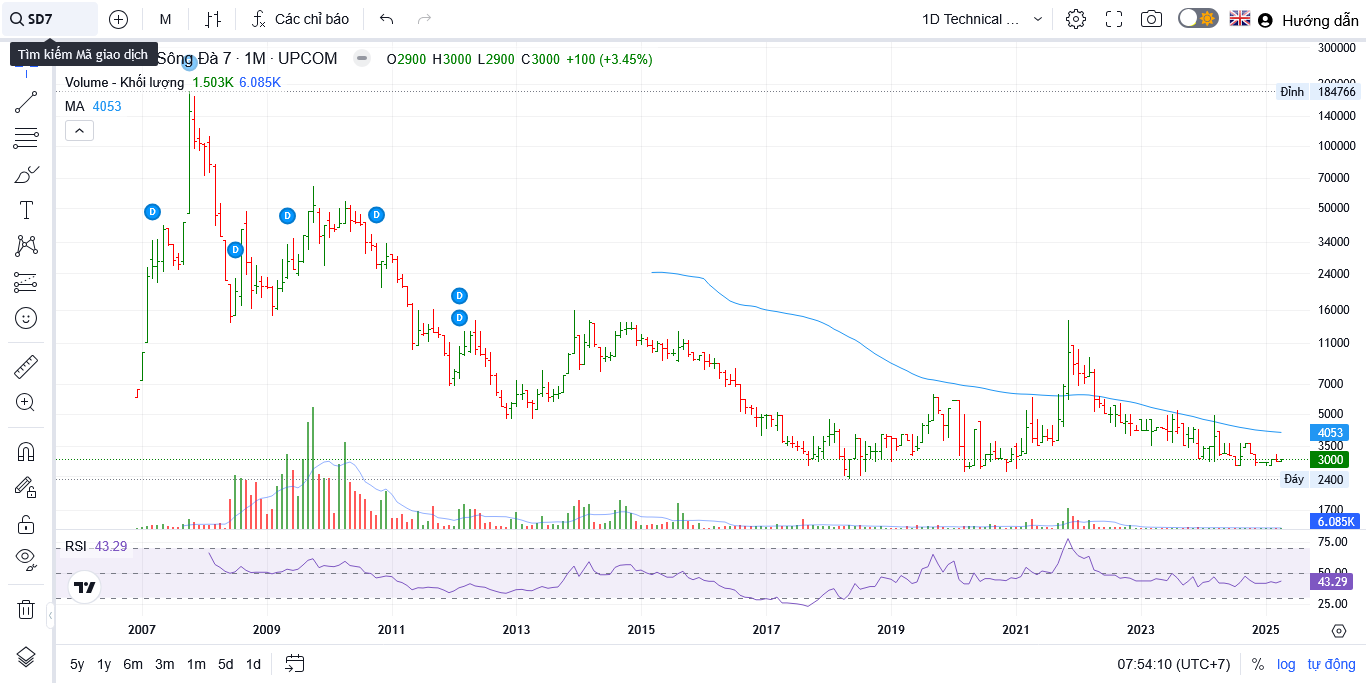 SD7
M
Các chỉ báo
1D Technical ...
Hướng dẫn
Tìm kiếm Mã giao dịch
Sông Đà 7 · 1M · UPCOM
O2900 H3000 L2900 C3000 +100 (+3.45%)
Volume - Khối lượng 1.503K 6.085K
MA 4053
300000
200000
Đỉnh 184766
140000
100000
70000
50000
34000
24000
16000
11000
7000
5000
4053
3500
3000
Đáy 2400
1700
6.085K
D
D
D
D
D
D
RSI 43.29
75.00
50.00
43.29
25.00
2007 2009 2011 2013 2015 2017 2019 2021 2023 2025
5y 1y 6m 3m 1m 5d 1d
07:54:10 (UTC+7) % log tự động